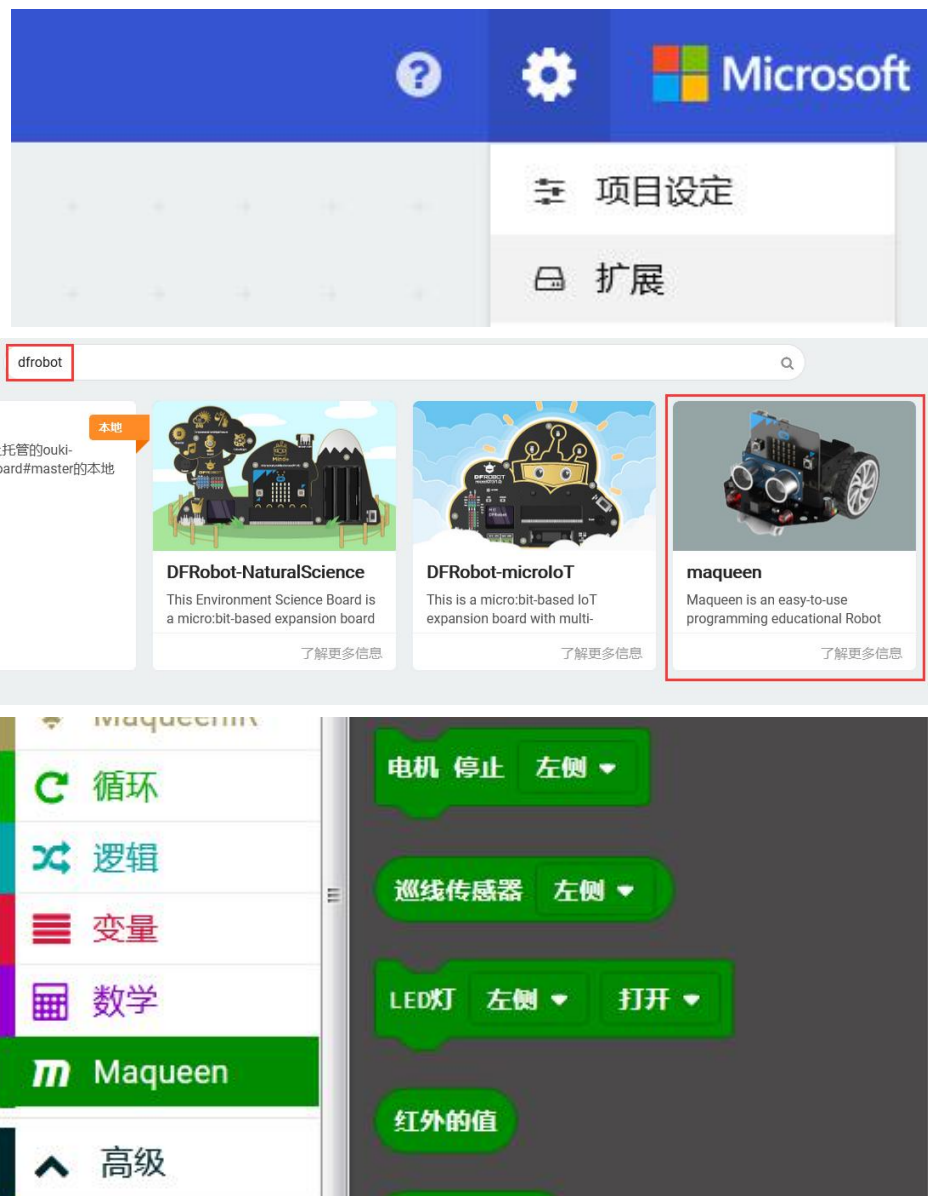 Microsoft
项目设定
扩展
dfrobot
本地
托管的ouki-
oard#master的本地
DFRobot-NaturalScience
This Environment Science Board is
a micro:bit-based expansion board
了解更多信息
DFRobot-microIoT
This is a micro:bit-based IoT
expansion board with multi-
了解更多信息
maqueen
Maqueen is an easy-to-use
programming educational Robot
了解更多信息
MaqueenIR
循环
逻辑
变量
数学
Maqueen
高级
电机 停止 左侧
巡线传感器 左侧
LED灯 左侧 打开
红外的值